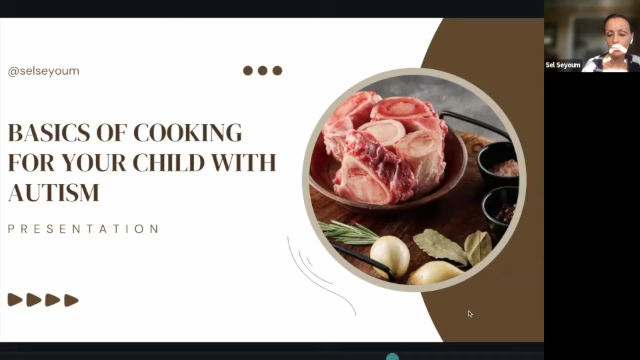 @selseyoum
BASICS OF COOKING
FOR YOUR CHILD WITH
AUTISM
PRESENTATION
Sel Seyoum